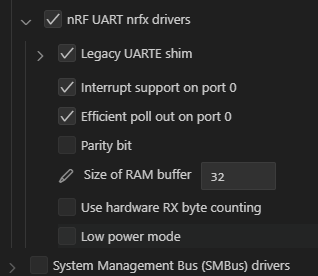 nRF UART nrfx drivers
Legacy UARTE shim
Interrupt support on port 0
Efficient poll out on port 0
Parity bit
Size of RAM buffer 32
Use hardware RX byte counting
Low power mode
System Management Bus (SMBus) drivers